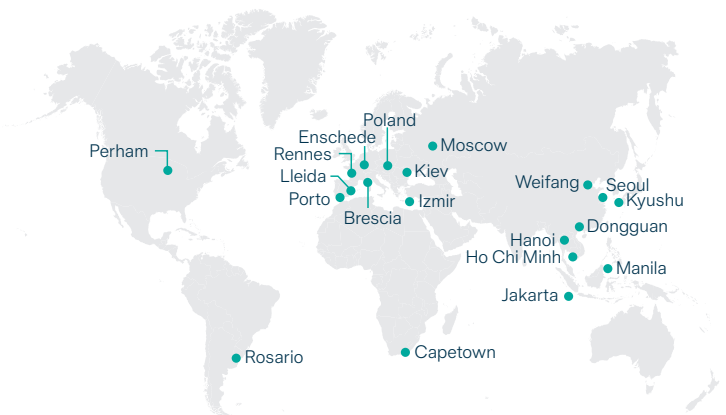 Poland
Enschede
Moscow
Perham
Rennes
Kiev
Lleida
Weifang
Seoul
Porto
Izmir
Kyushu
Brescia
Dongguan
Hanoi
Ho Chi Minh
Manila
Jakarta
Capetown
Rosario